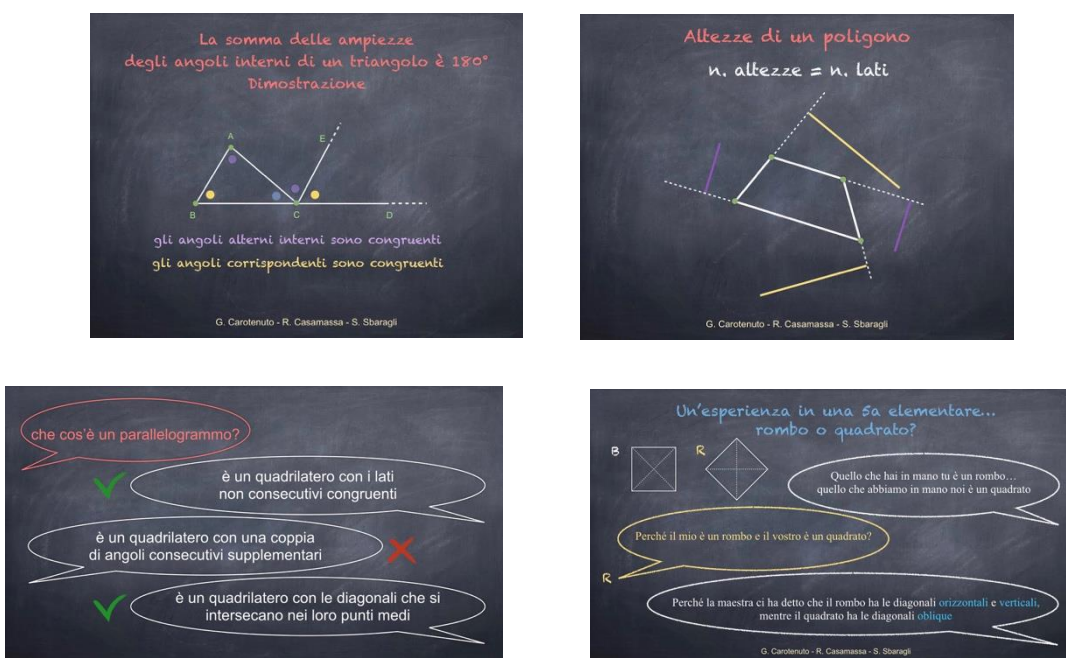 La somma delle ampiezze
degli angoli interni di un triangolo è 180°
Dimostrazione
A
E
B
C
D
gli angoli alterni interni sono congruenti
gli angoli corrispondenti sono congruenti
G. Carotenuto - R. Casamassa - S. Sbaragli
Altezze di un poligono
n. altezze = n. lati
G. Carotenuto - R. Casamassa - S. Sbaragli
che cos'è un parallelogrammo?
è un quadrilatero con i lati
non consecutivi congruenti
è un quadrilatero con una coppia
di angoli consecutivi supplementari
è un quadrilatero con le diagonali che si
intersecano nei loro punti medi
Un'esperienza in una 5a elementare...
rombo o quadrato?
B
R
Quello che hai in mano tu è un rombo...
quello che abbiamo in mano noi è un quadrato
Perché il mio è un rombo e il vostro è un quadrato?
R
Perché la maestra ci ha detto che il rombo ha le diagonali orizzontali e verticali,
mentre il quadrato ha le diagonali oblique
G. Carotenuto - R. Casamassa - S. Sbaragli